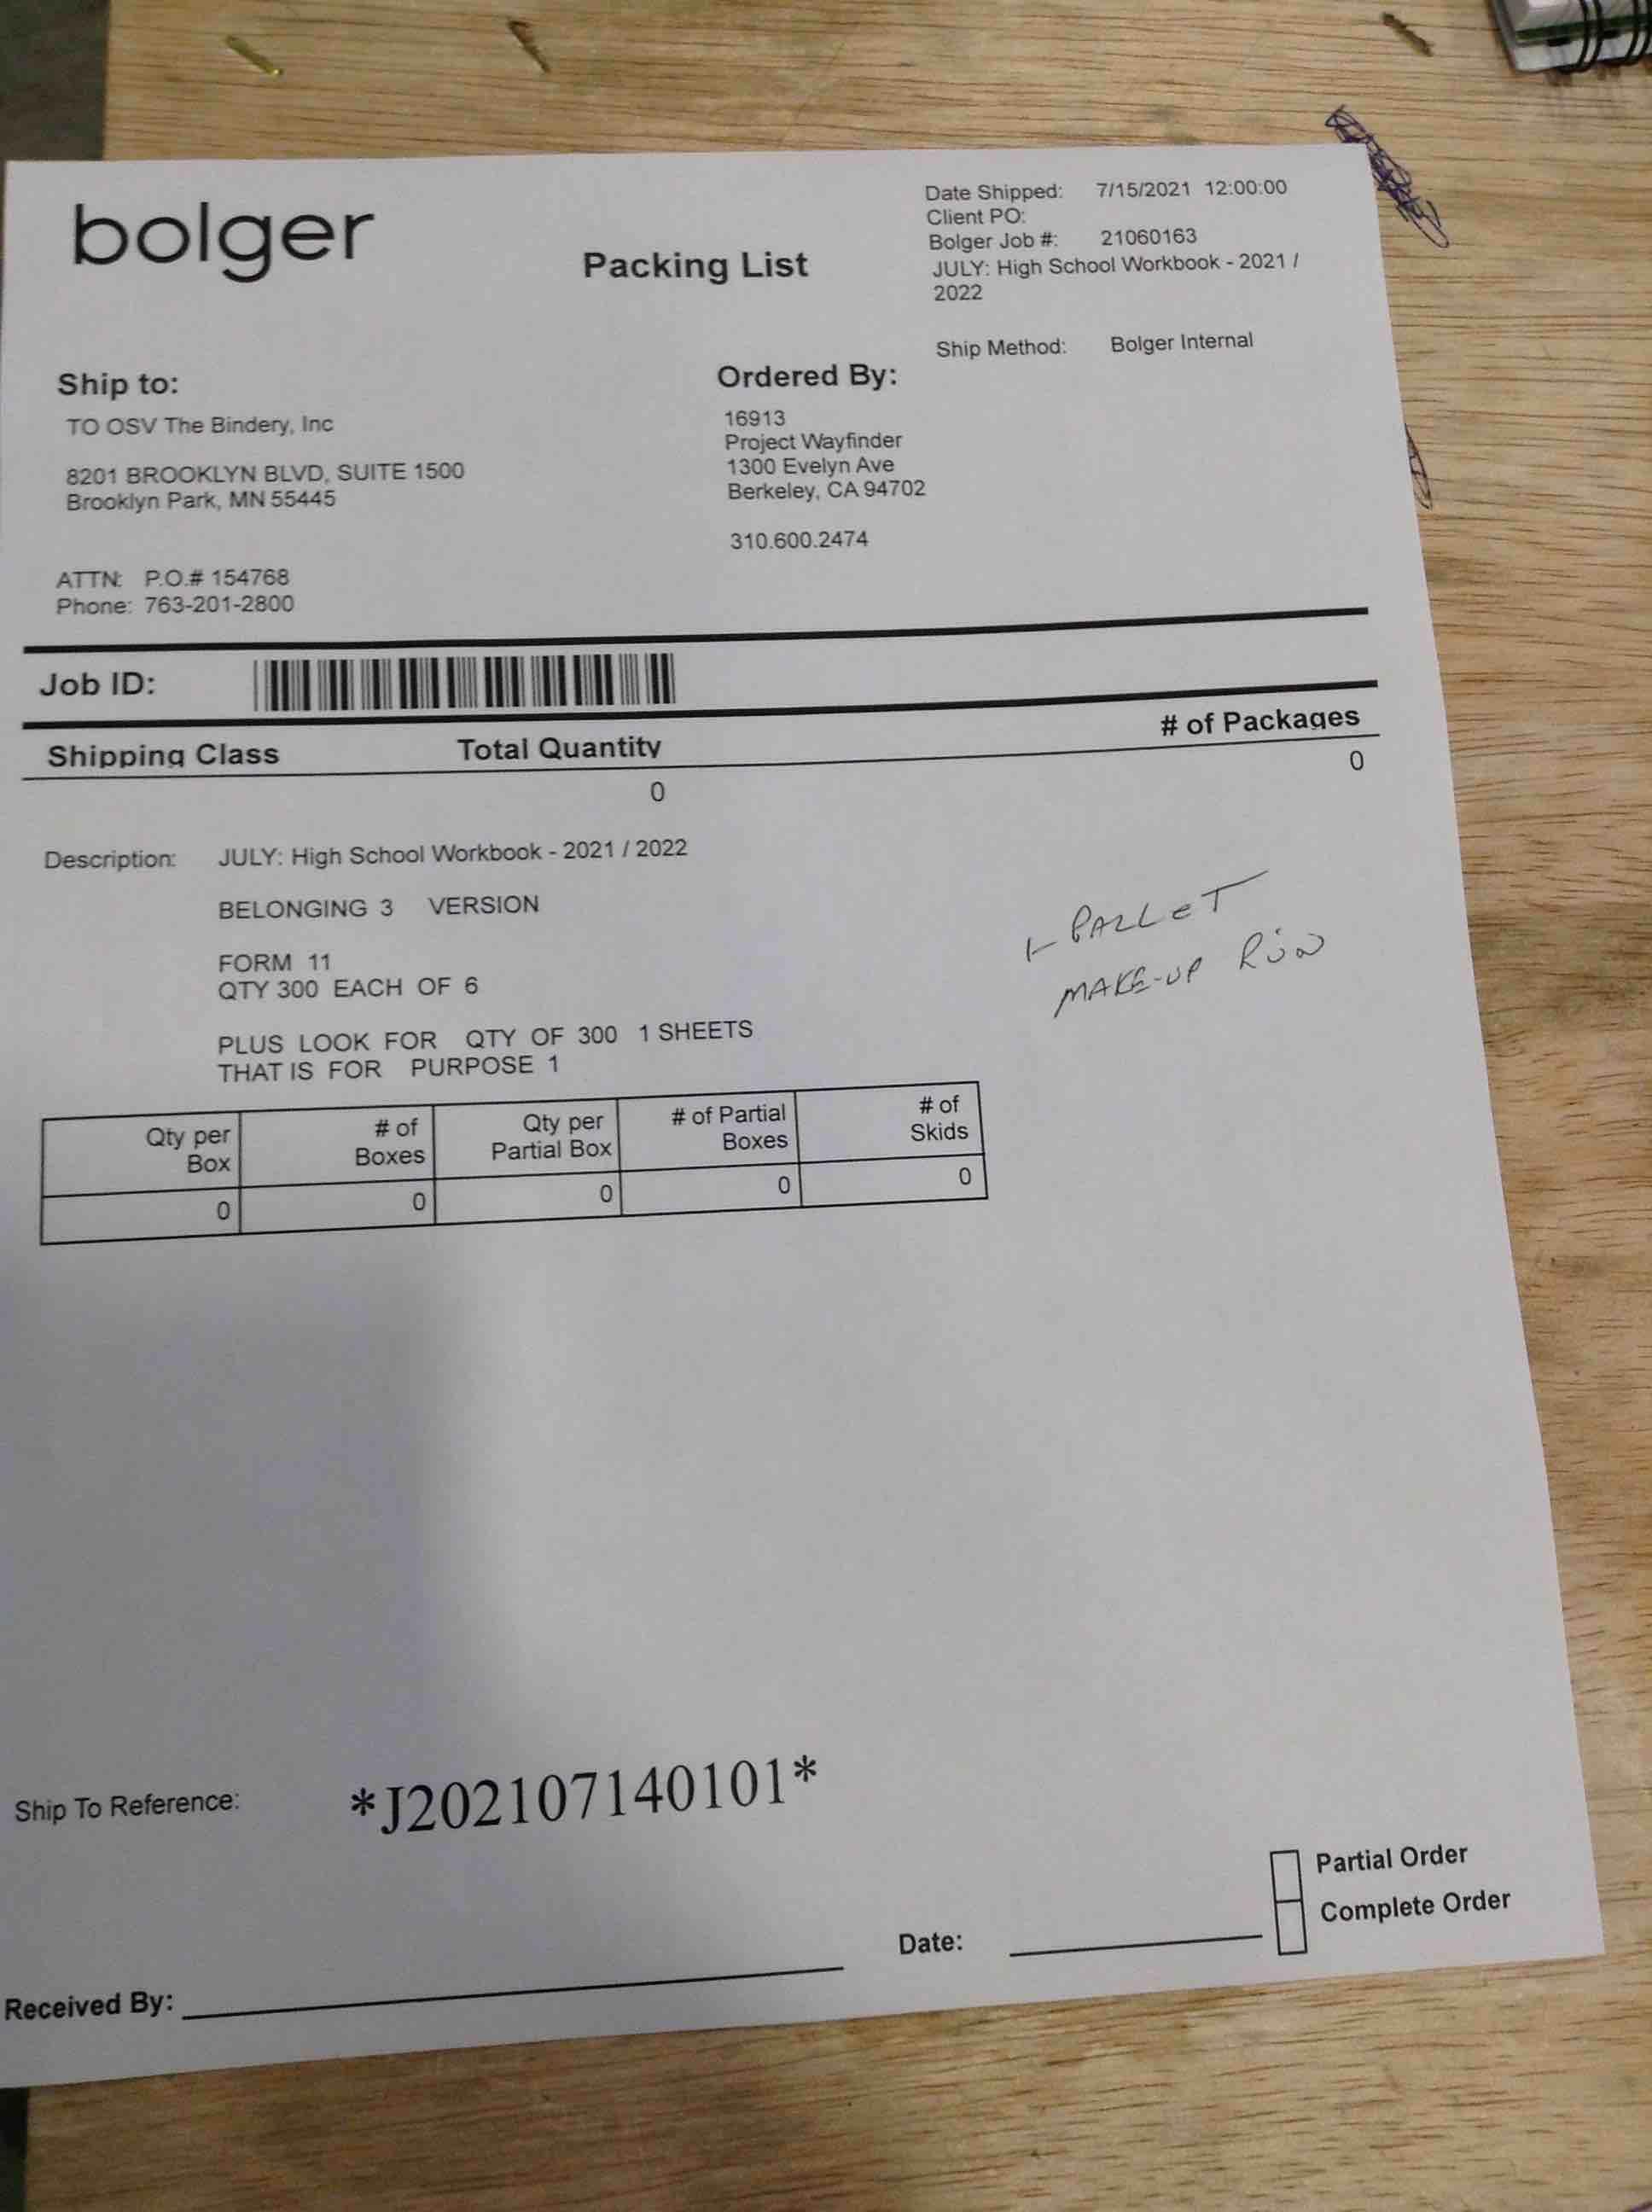 bolger
Packing List
Date Shipped: 7/15/2021 12:00:00
Client PO:
Bolger Job #: 21060163
JULY: High School Workbook - 2021 /
2022
Ship Method: Bolger Internal
Ship to:
TO OSV The Bindery, Inc
8201 BROOKLYN BLVD, SUITE 1500
Brooklyn Park, MN 55445
ATTN: P.O.# 154768
Phone: 763-201-2800
Ordered By:
16913
Project Wayfinder
1300 Evelyn Ave
Berkeley, CA 94702
310.600.2474
Job ID:
Shipping Class Total Quantity # of Packages
0 0
Description: JULY: High School Workbook - 2021 / 2022
BELONGING 3 VERSION
FORM 11
QTY 300 EACH OF 6
PLUS LOOK FOR QTY OF 300 1 SHEETS
THAT IS FOR PURPOSE 1
1- PALLET
MAKE-UP RUN
Qty per Box # of Boxes Qty per Partial Box # of Partial Boxes # of Skids
0 0 0 0 0
Ship To Reference: *J202107140101*
Partial Order
Complete Order
Date:
Received By: